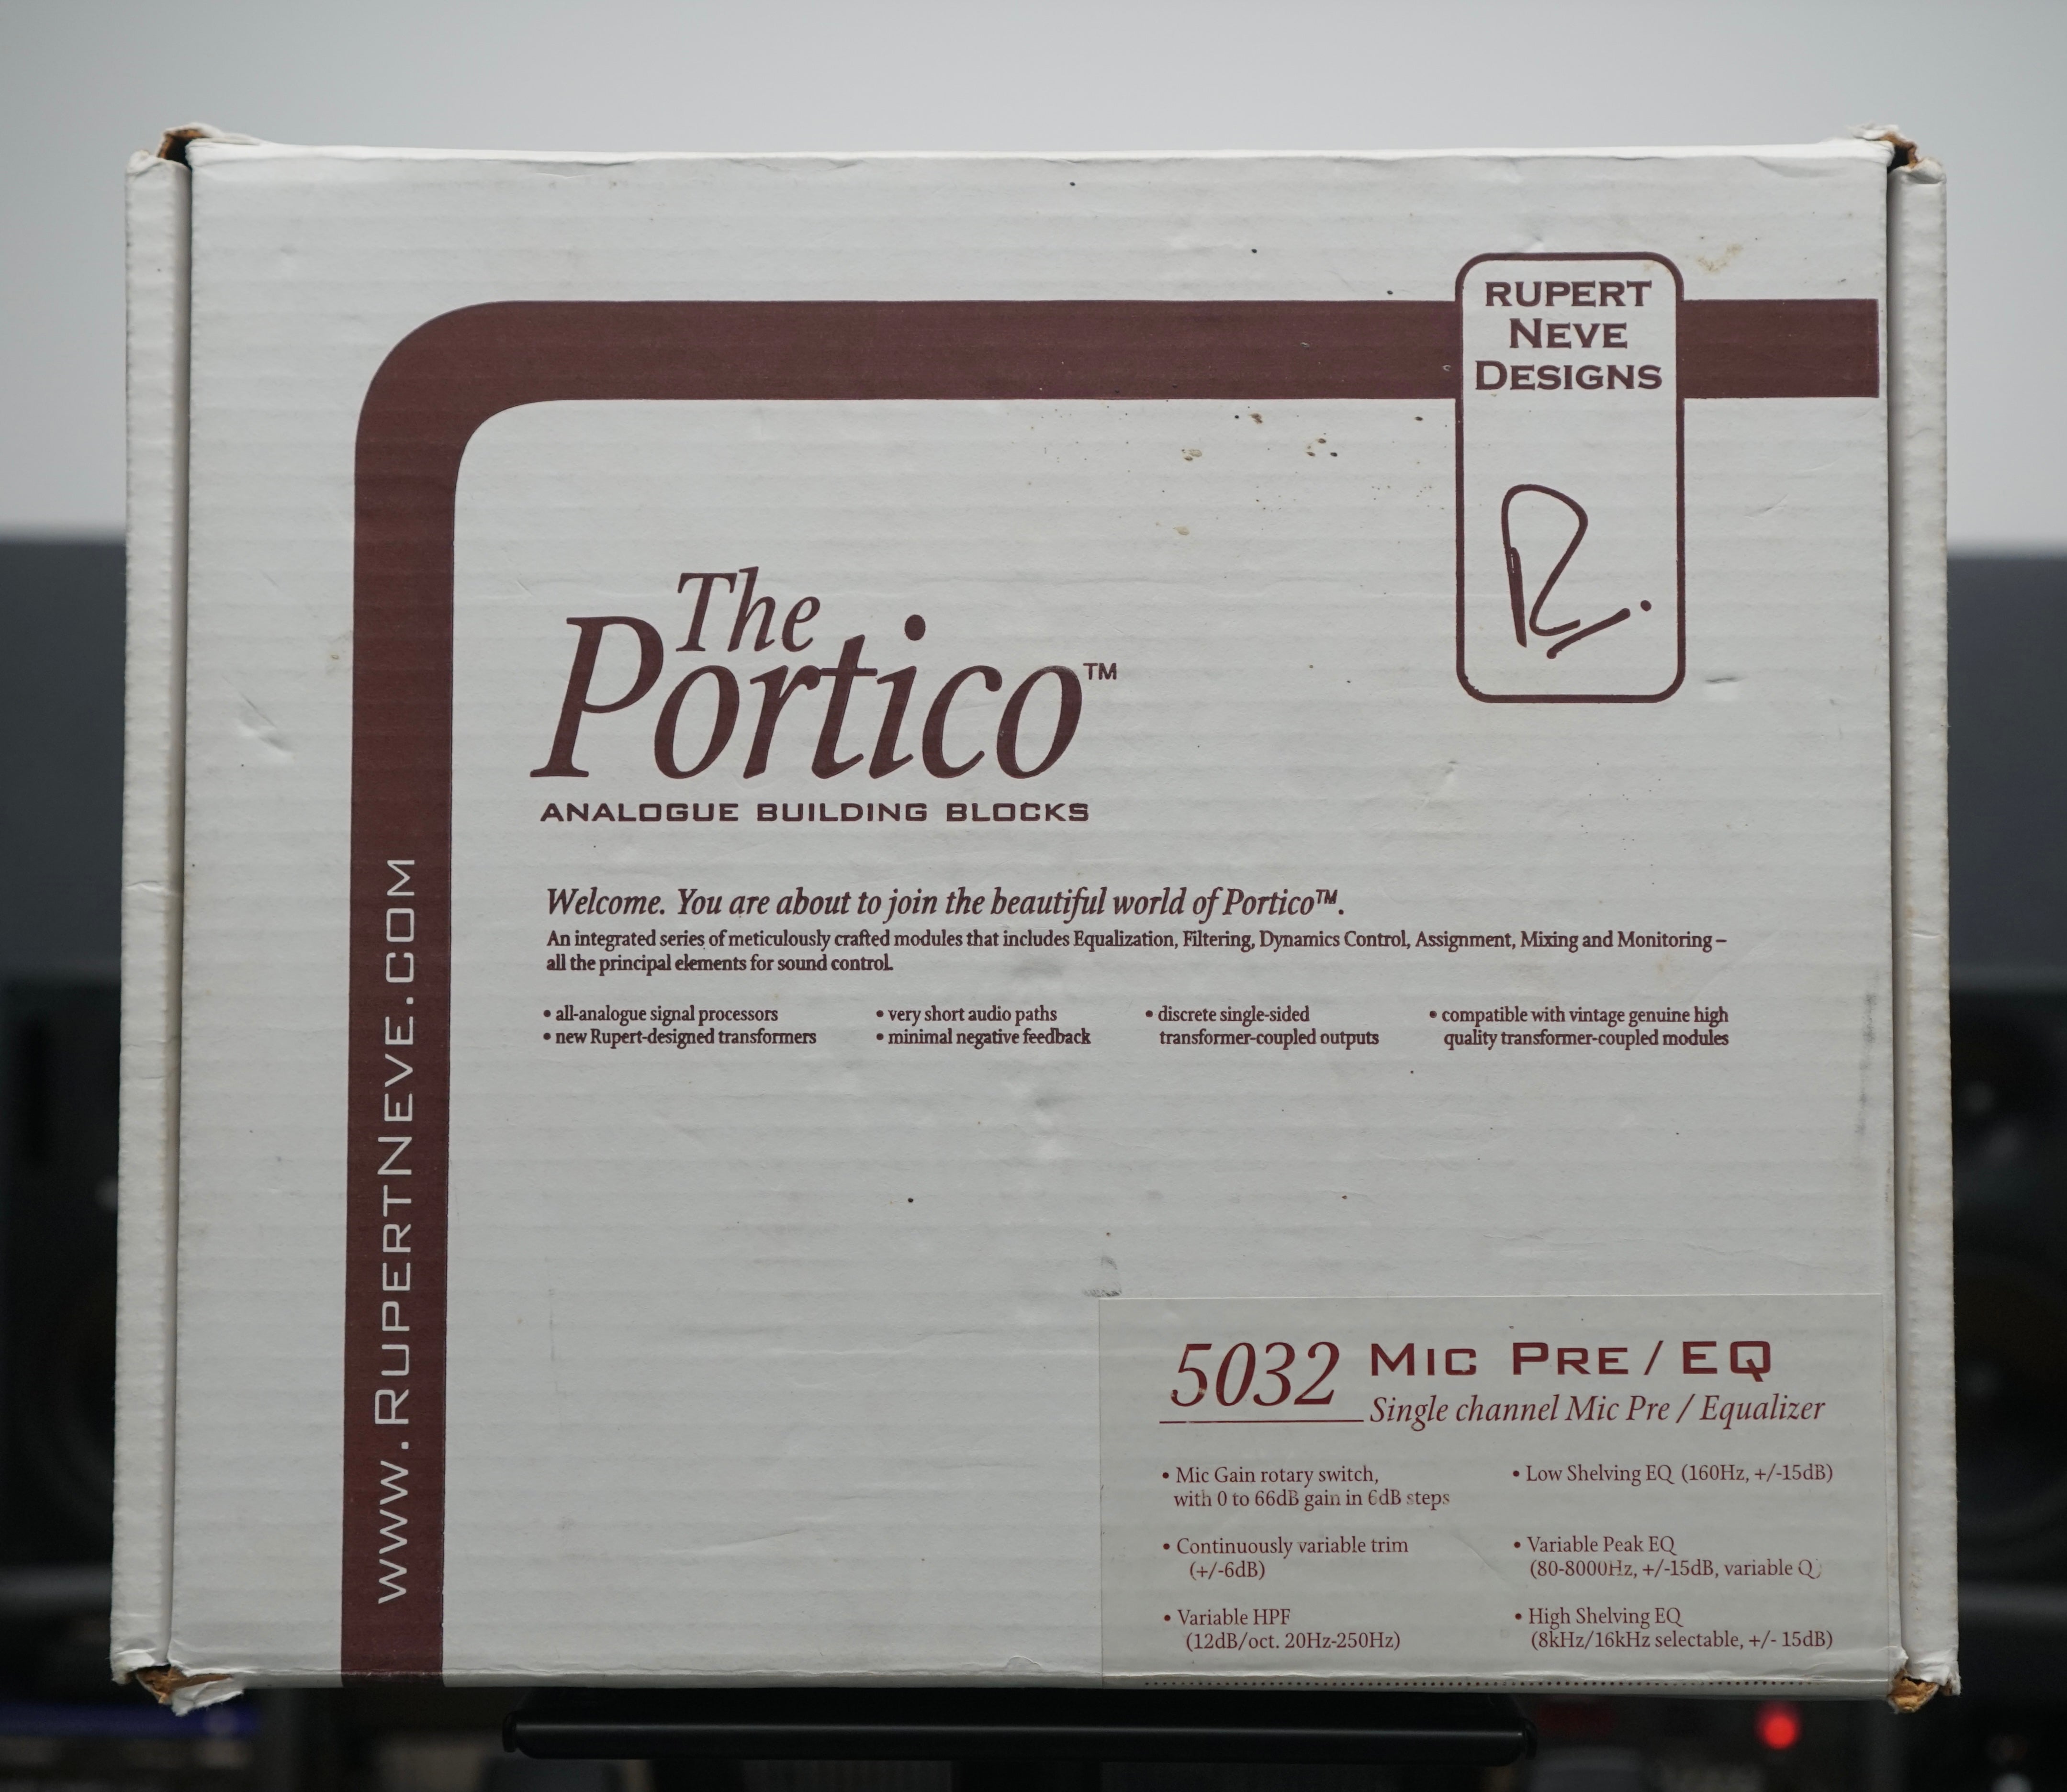 RUPERT
NEVE
DESIGNS
R.
The
Portico™
ANALOGUE BUILDING BLOCKS
Welcome. You are about to join the beautiful world of Portico™.
An integrated series of meticulously crafted modules that includes Equalization, Filtering, Dynamics Control, Assignment, Mixing and Monitoring –
all the principal elements for sound control.
• all-analogue signal processors
• new Rupert-designed transformers
• very short audio paths
• minimal negative feedback
• discrete single-sided
transformer-coupled outputs
• compatible with vintage genuine high
quality transformer-coupled modules
WWW.RUPERTNEVE.COM
5032 MIC PRE / EQ
Single channel Mic Pre / Equalizer
• Mic Gain rotary switch,
with 0 to 66dB gain in 6dB steps
• Continuously variable trim
(+/-6dB)
• Variable HPF
(12dB/oct. 20Hz-250Hz)
• Low Shelving EQ (160Hz, +/-15dB)
• Variable Peak EQ
(80-8000Hz, +/-15dB, variable Q)
• High Shelving EQ
(8kHz/16kHz selectable, +/- 15dB)